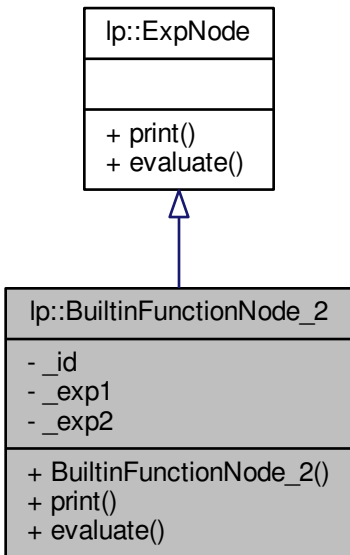 lp::ExpNode
+ print()
+ evaluate()
lp::BuiltinFunctionNode_2
- _id
- _exp1
- _exp2
+ BuiltinFunctionNode_2()
+ print()
+ evaluate()